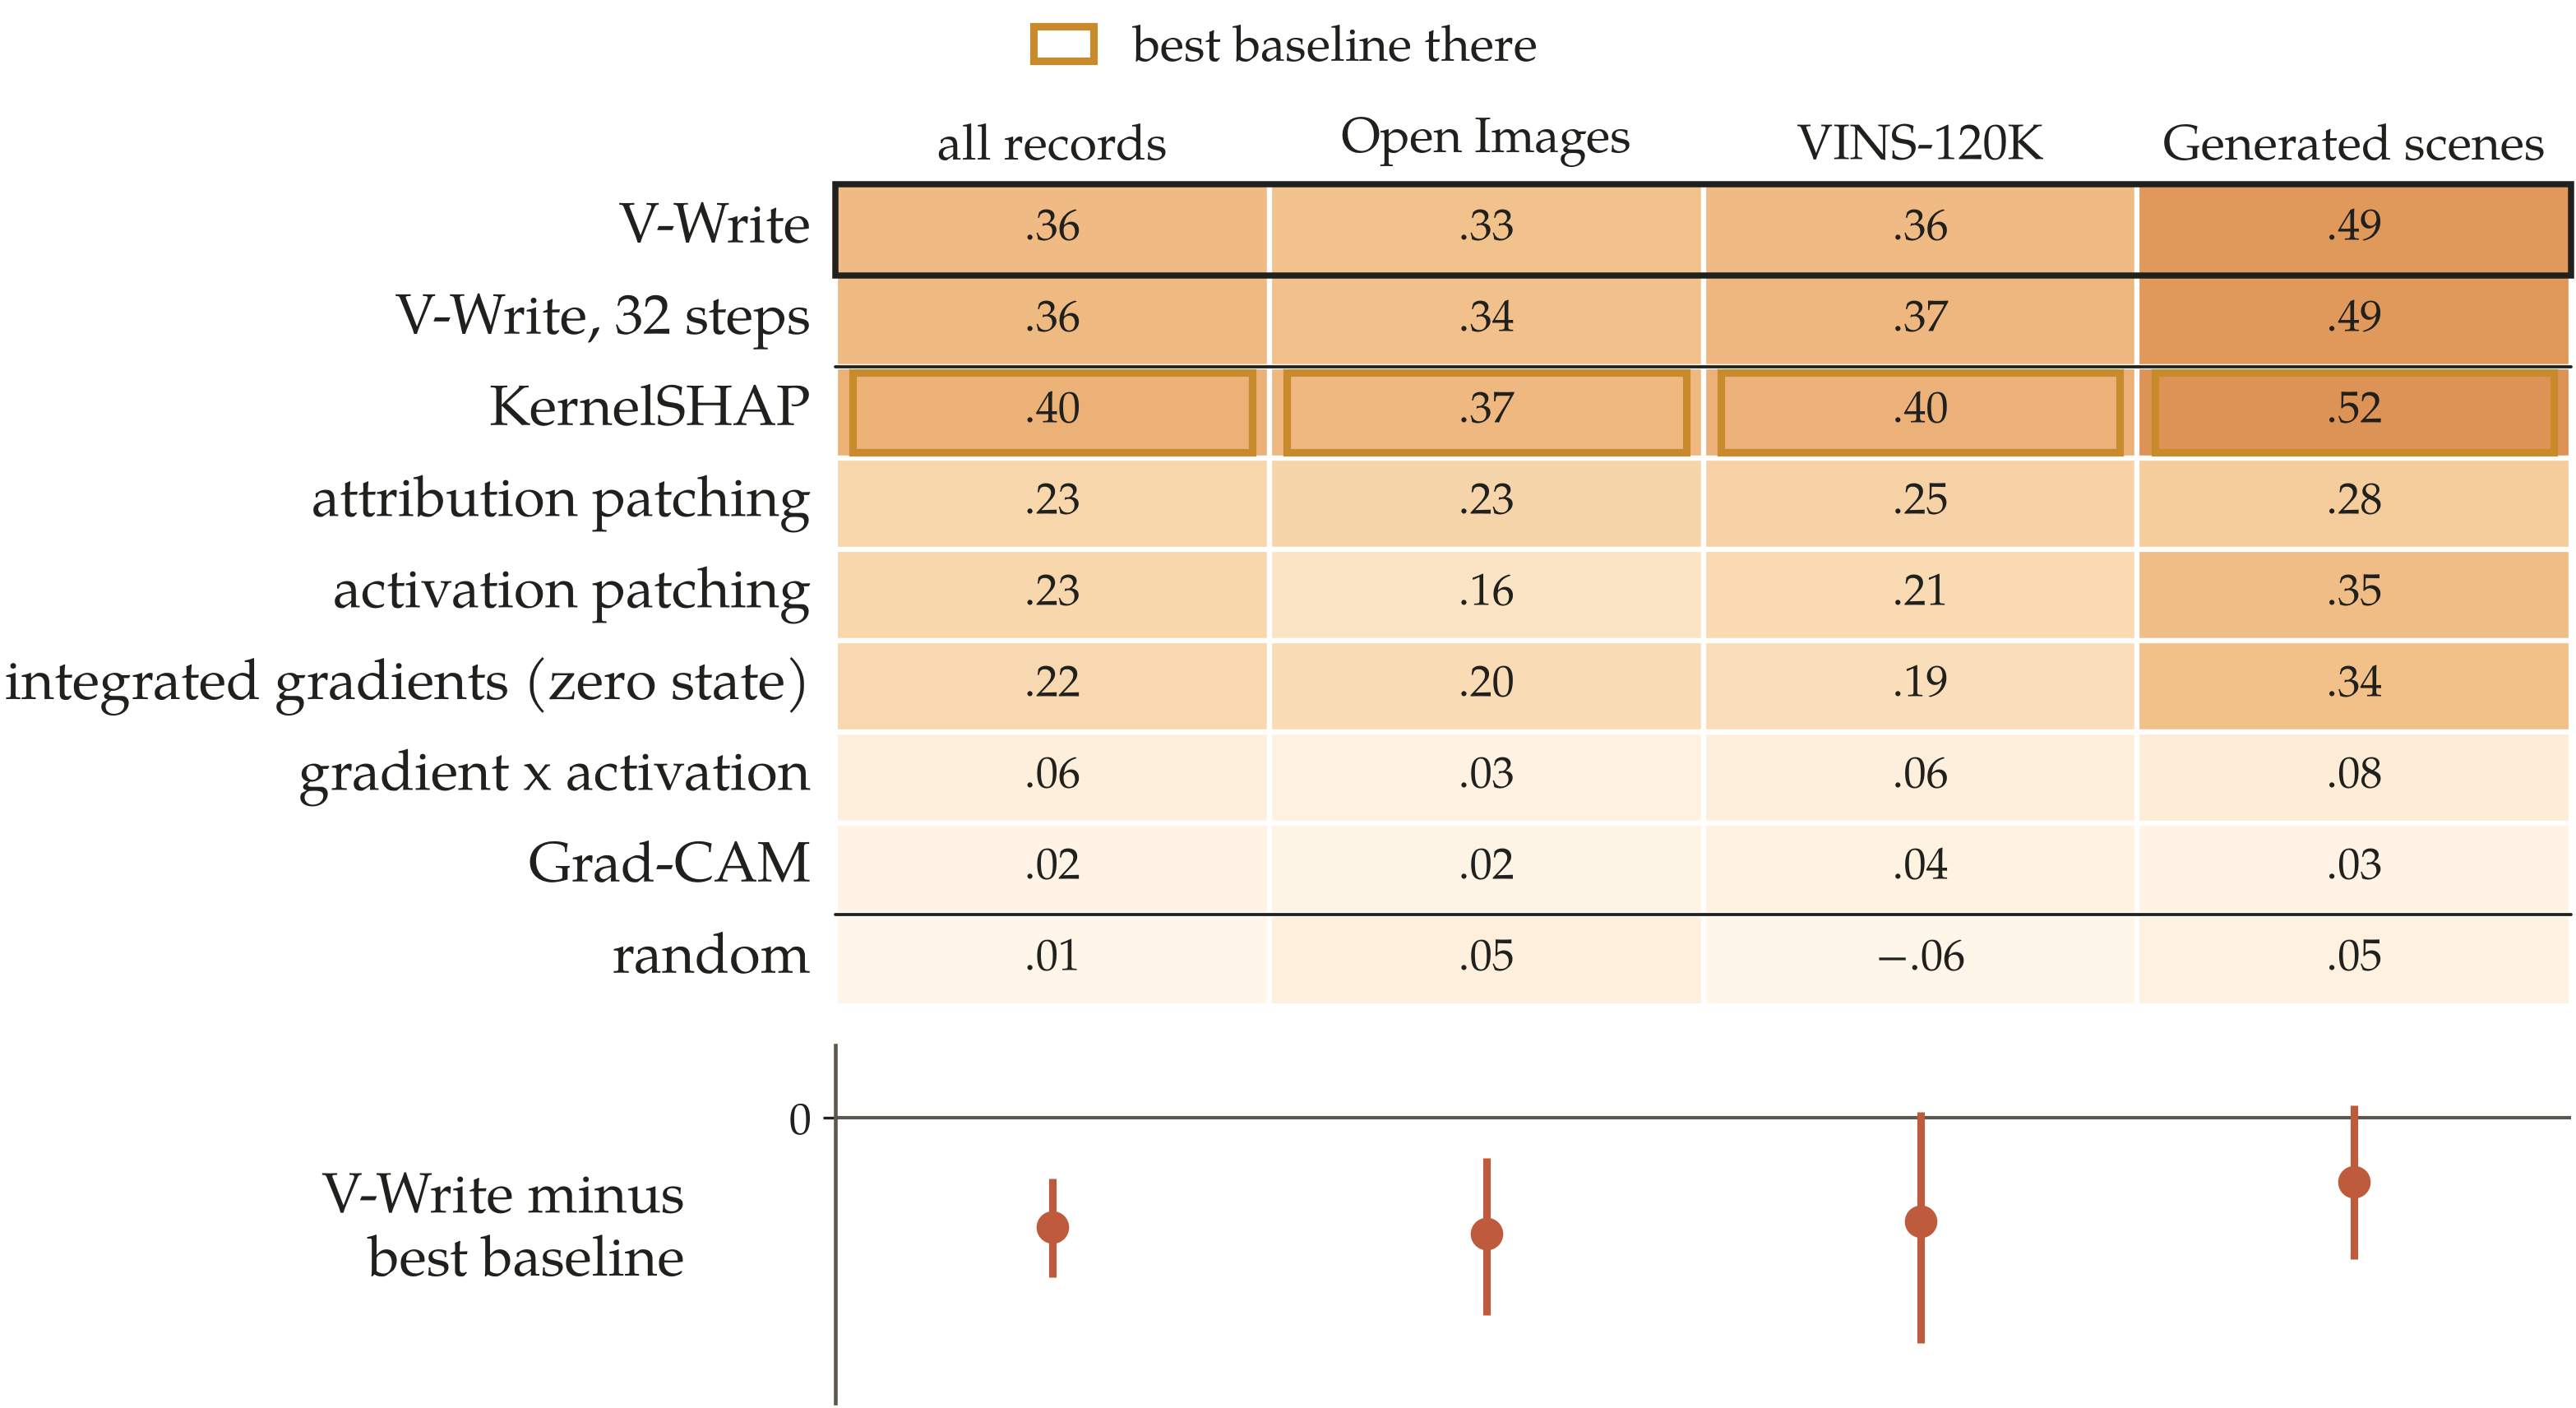 best baseline there
all records Open Images VINS-120K Generated scenes
V-Write .36 .33 .36 .49
V-Write, 32 steps .36 .34 .37 .49
KernelSHAP .40 .37 .40 .52
attribution patching .23 .23 .25 .28
activation patching .23 .16 .21 .35
integrated gradients (zero state) .22 .20 .19 .34
gradient x activation .06 .03 .06 .08
Grad-CAM .02 .02 .04 .03
random .01 .05 −.06 .05
0
V-Write minus
best baseline